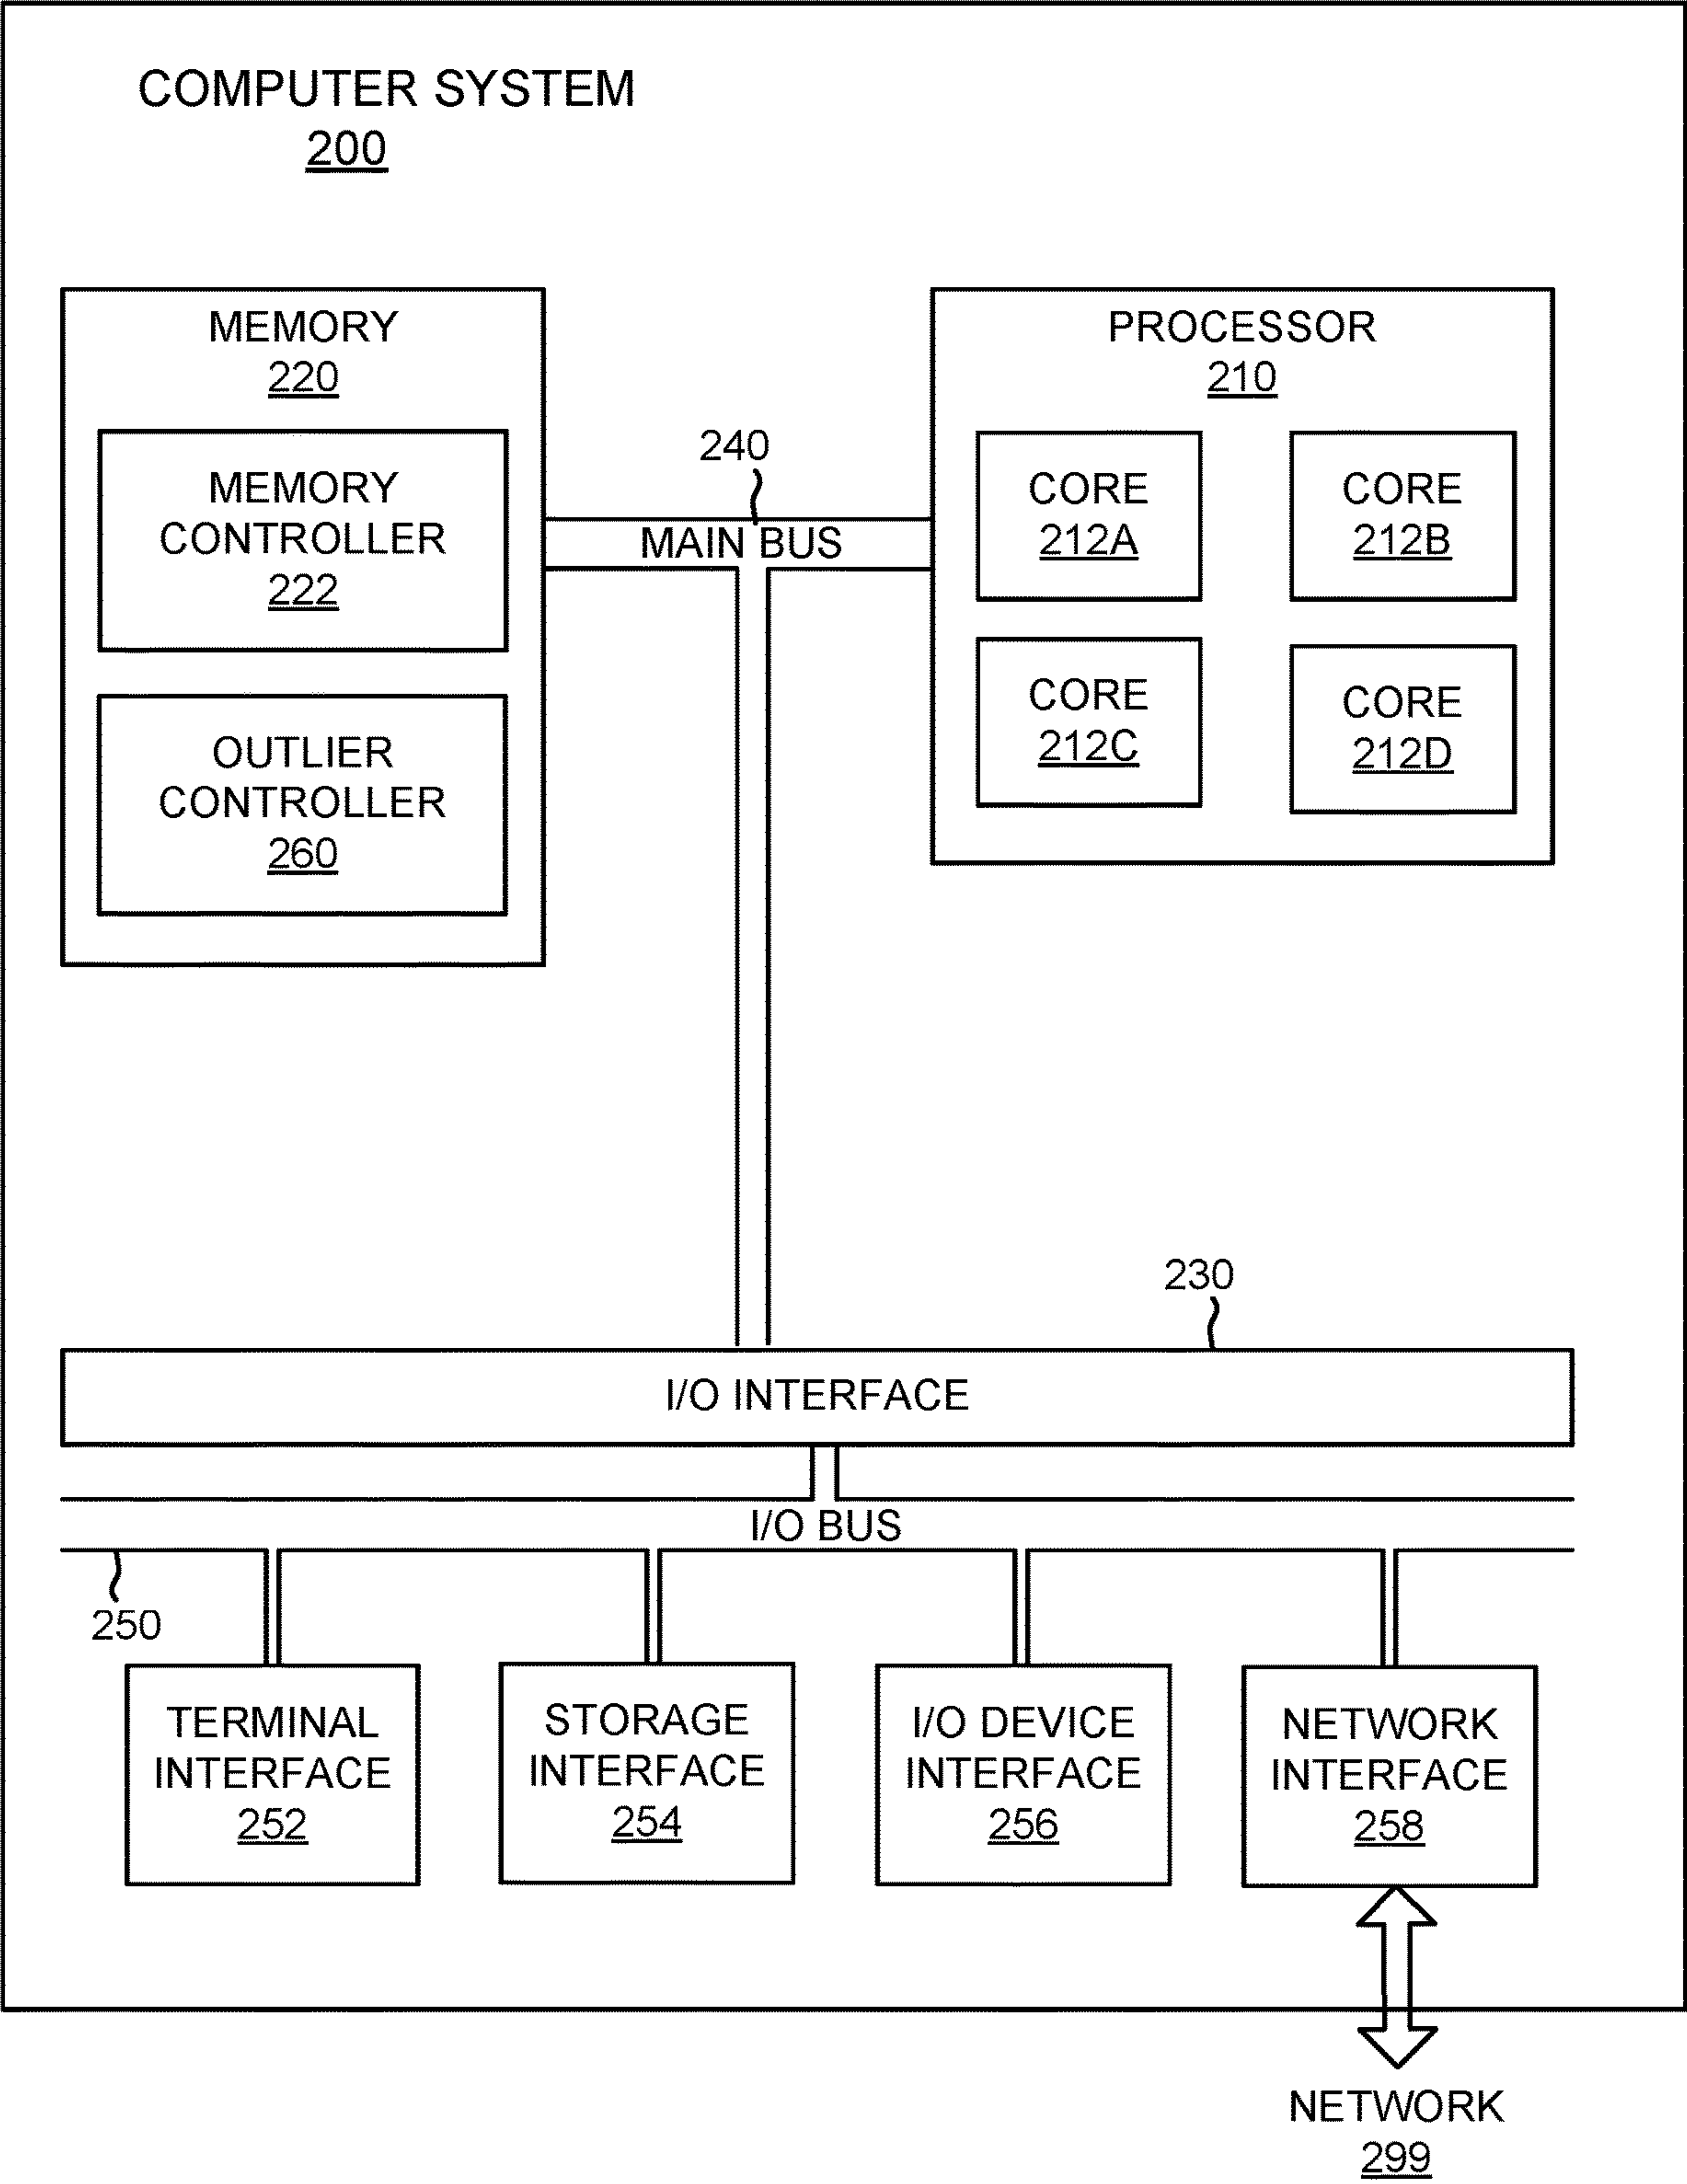 COMPUTER SYSTEM
200
MEMORY
220
MEMORY
CONTROLLER
222
OUTLIER
CONTROLLER
260
240
MAIN BUS
PROCESSOR
210
CORE
212A
CORE
212B
CORE
212C
CORE
212D
230
I/O INTERFACE
I/O BUS
250
TERMINAL
INTERFACE
252
STORAGE
INTERFACE
254
I/O DEVICE
INTERFACE
256
NETWORK
INTERFACE
258
NETWORK
299